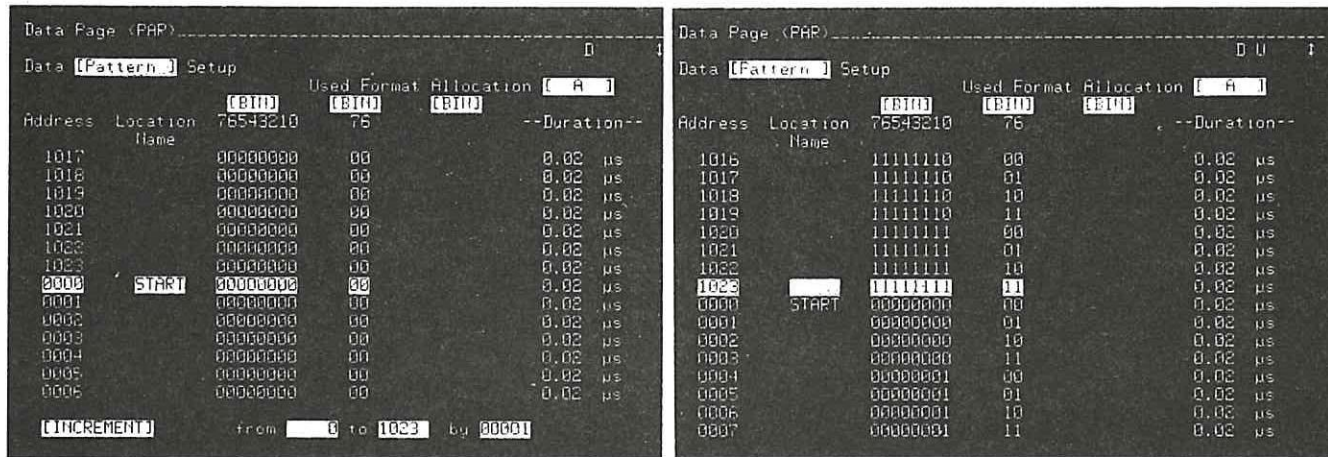 Data Page (PAR)
D ↕
Data [Pattern ] Setup
Used Format Allocation [ A ]
[BIN] [BIN] [BIN]
Address Location 76543210 76 --Duration--
Name
1017 00000000 00 0.02 µs
1018 00000000 00 0.02 µs
1019 00000000 00 0.02 µs
1020 00000000 00 0.02 µs
1021 00000000 00 0.02 µs
1022 00000000 00 0.02 µs
1023 00000000 00 0.02 µs
0000 START 00000000 00 0.02 µs
0001 00000000 00 0.02 µs
0002 00000000 00 0.02 µs
0003 00000000 00 0.02 µs
0004 00000000 00 0.02 µs
0005 00000000 00 0.02 µs
0006 00000000 00 0.02 µs
[INCREMENT] from 0 to 1023 by 00001
Data Page (PAR)
D U ↕
Data [Pattern ] Setup
Used Format Allocation [ A ]
[BIN] [BIN] [BIN]
Address Location 76543210 76 --Duration--
Name
1016 11111110 00 0.02 µs
1017 11111110 01 0.02 µs
1018 11111110 10 0.02 µs
1019 11111110 11 0.02 µs
1020 11111111 00 0.02 µs
1021 11111111 01 0.02 µs
1022 11111111 10 0.02 µs
1023 11111111 11 0.02 µs
0000 START 00000000 00 0.02 µs
0001 00000000 01 0.02 µs
0002 00000000 10 0.02 µs
0003 00000000 11 0.02 µs
0004 00000001 00 0.02 µs
0005 00000001 01 0.02 µs
0006 00000001 10 0.02 µs
0007 00000001 11 0.02 µs